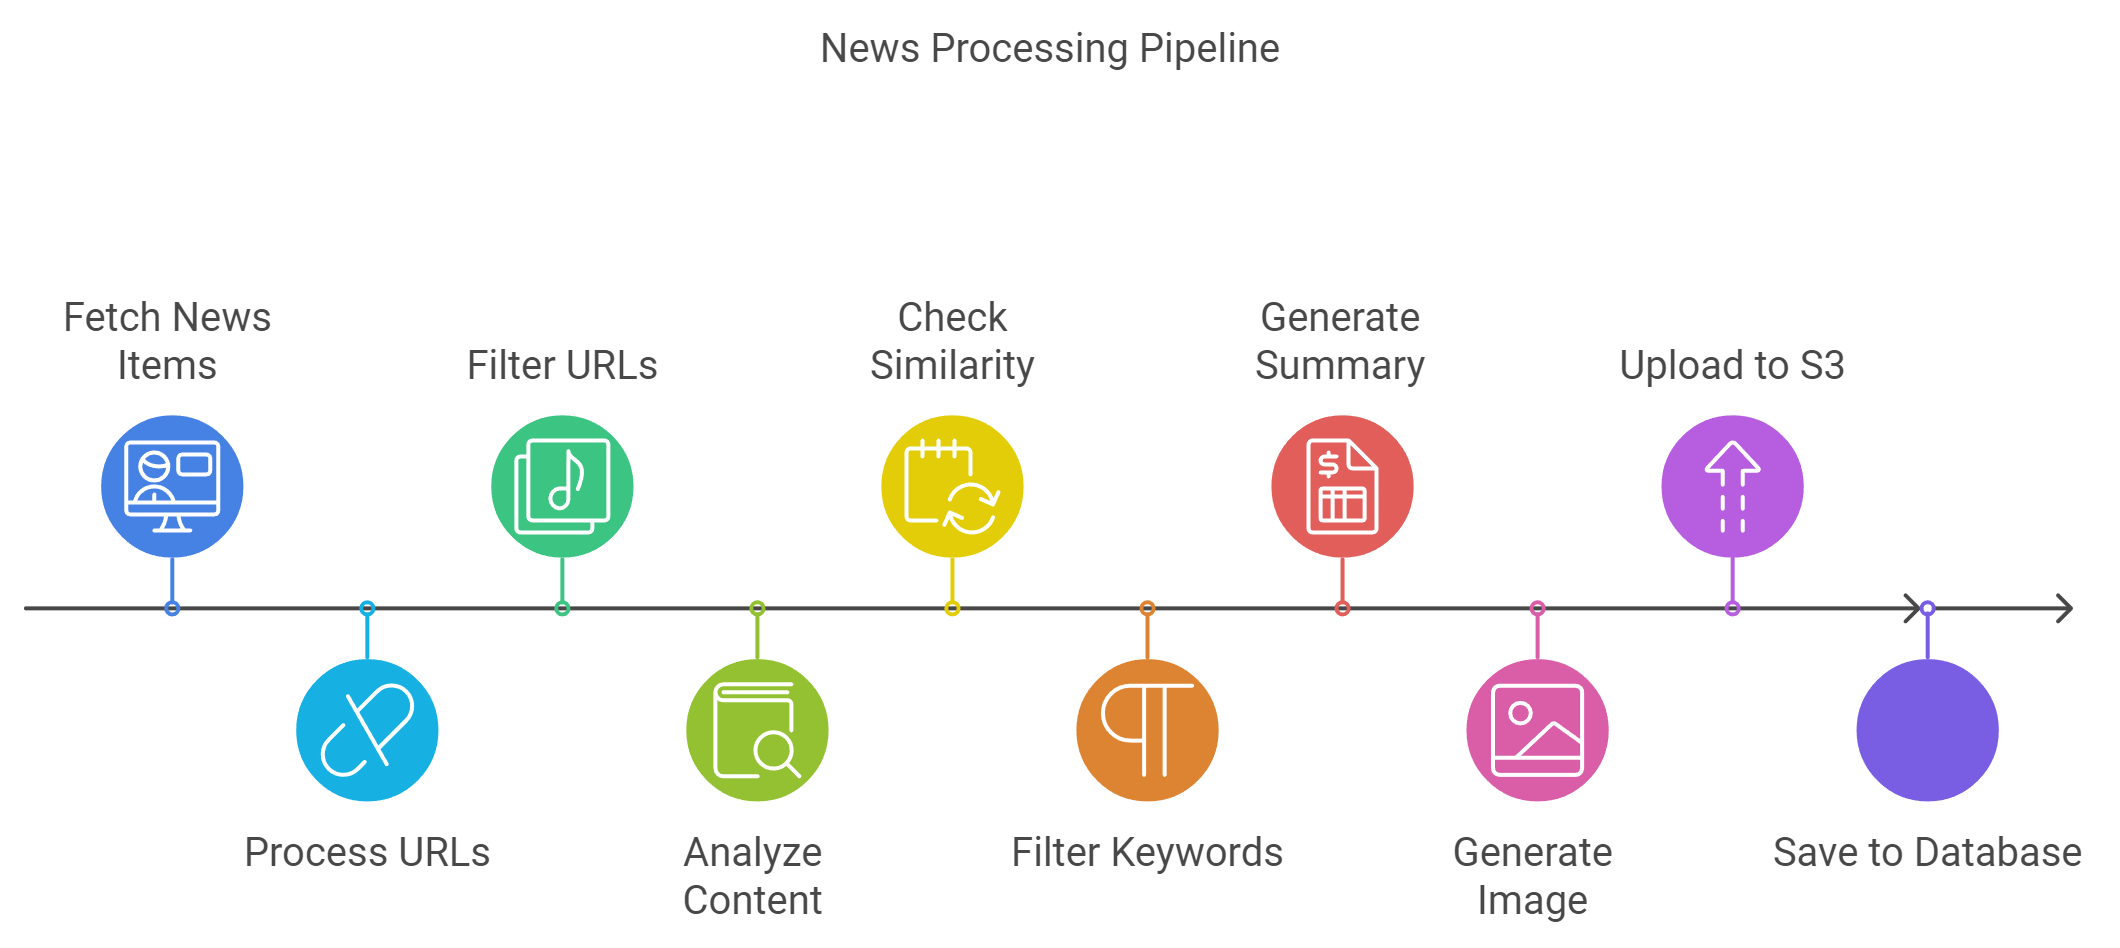 News Processing Pipeline
Fetch News
Items
Process URLs
Filter URLs
Analyze
Content
Check
Similarity
Filter Keywords
Generate
Summary
Generate
Image
Upload to S3
Save to Database